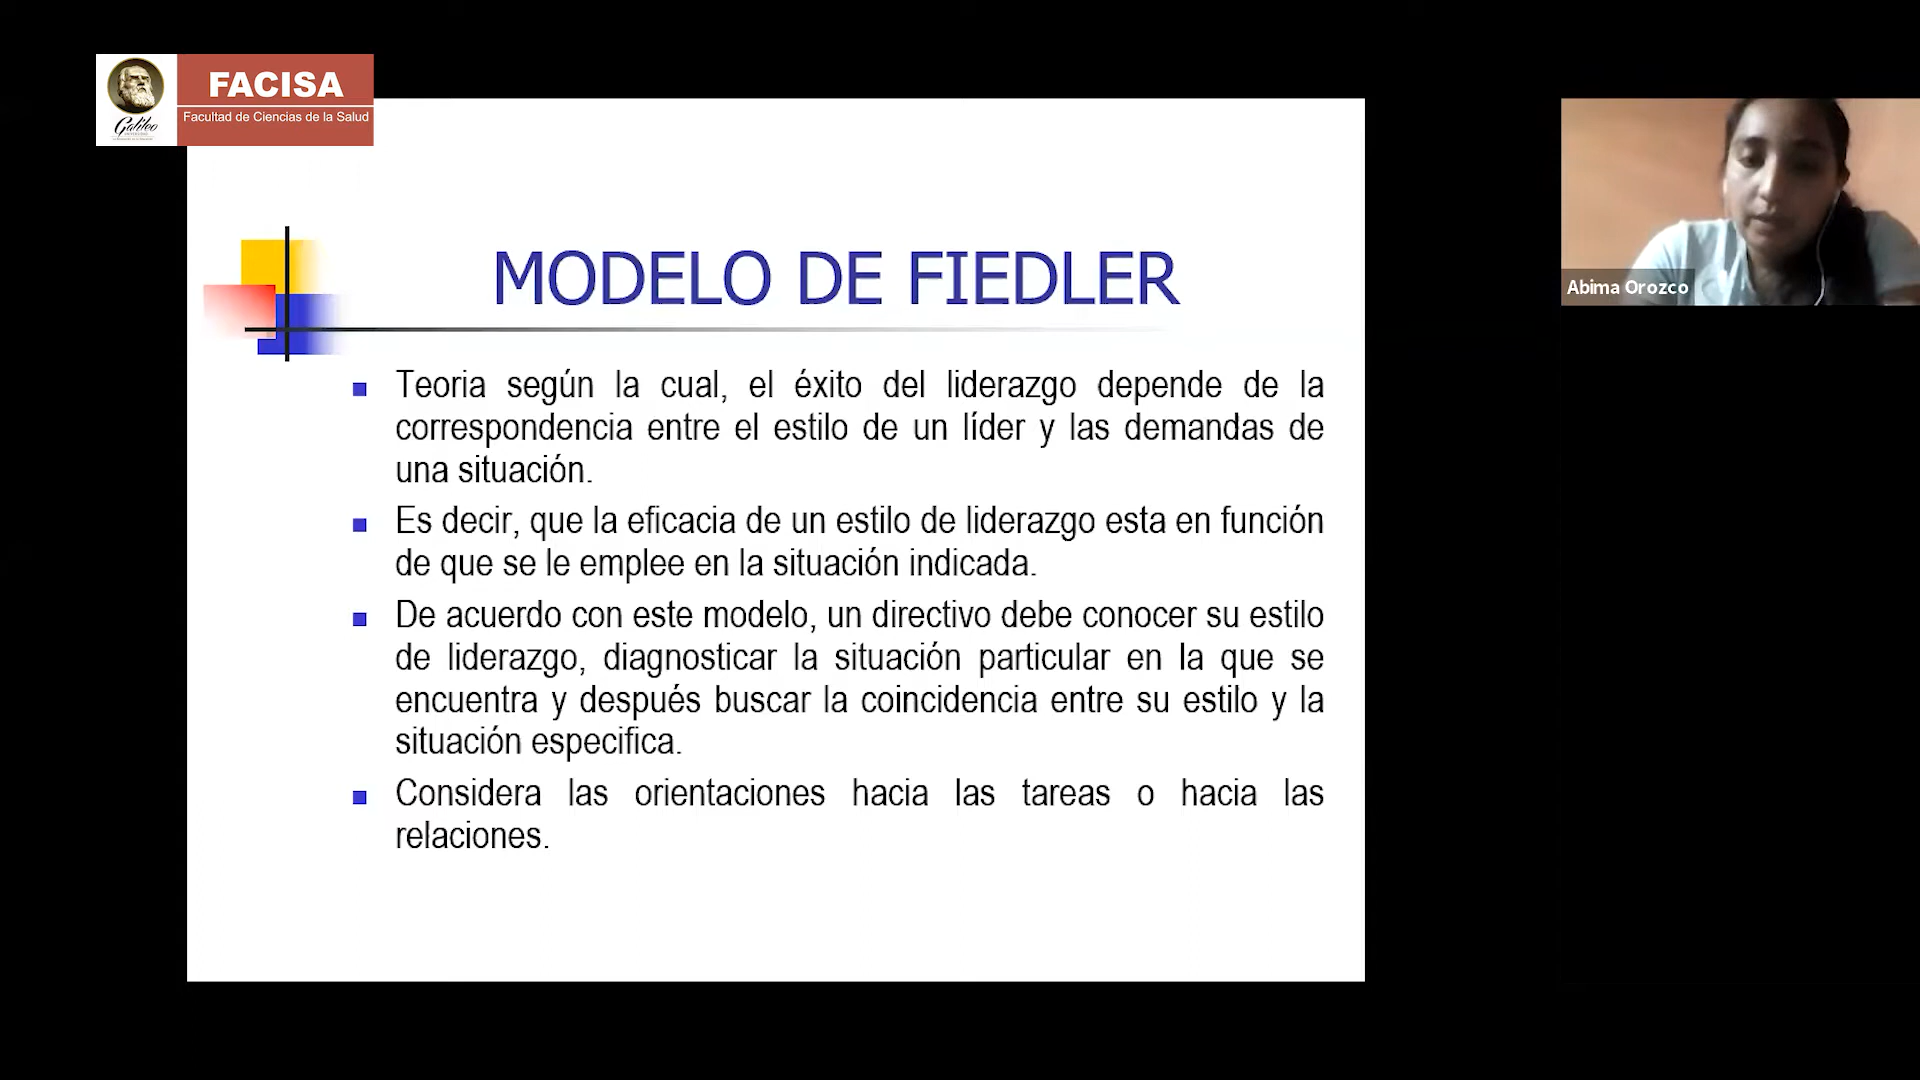 FACISA
Facultad de Ciencias de la Salud
Galileo
MODELO DE FIEDLER
Teoria según la cual, el éxito del liderazgo depende de la
correspondencia entre el estilo de un líder y las demandas de
una situación.
Es decir, que la eficacia de un estilo de liderazgo esta en función
de que se le emplee en la situación indicada.
De acuerdo con este modelo, un directivo debe conocer su estilo
de liderazgo, diagnosticar la situación particular en la que se
encuentra y después buscar la coincidencia entre su estilo y la
situación especifica.
Considera las orientaciones hacia las tareas o hacia las
relaciones.
Abima Orozco